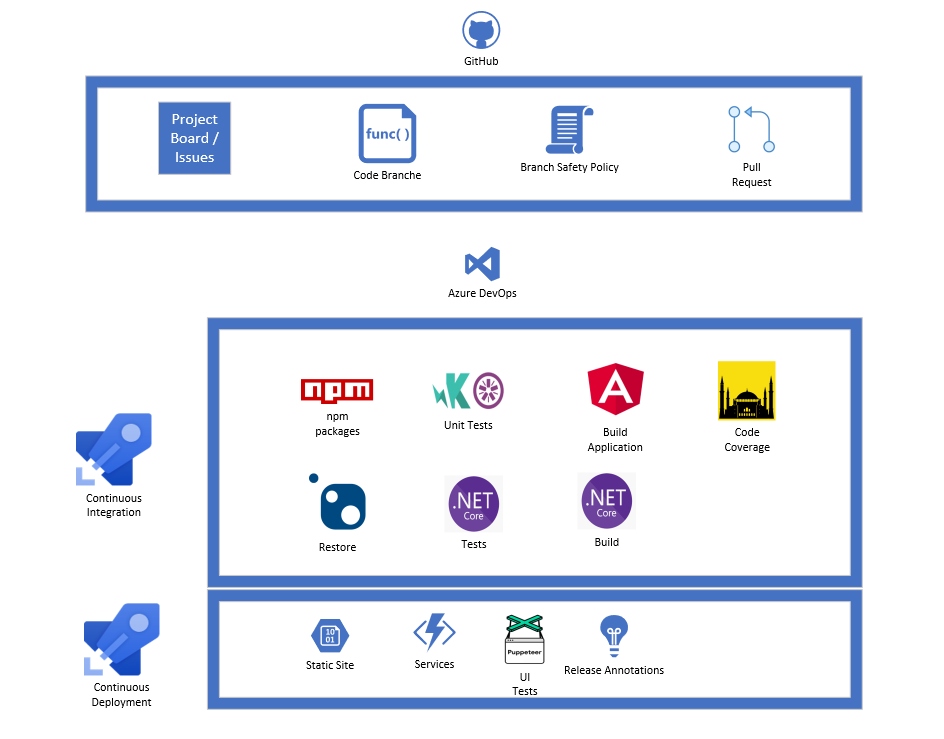 GitHub
Project
Board /
Issues
func( )
Code Branche
Branch Safety Policy
Pull
Request
Azure DevOps
npm
npm
packages
Unit Tests
Build
Application
Code
Coverage
Continuous
Integration
Restore
.NET
Core
Tests
.NET
Core
Build
10
01
Static Site
Services
Puppeteer
UI
Tests
Release Annotations
Continuous
Deployment